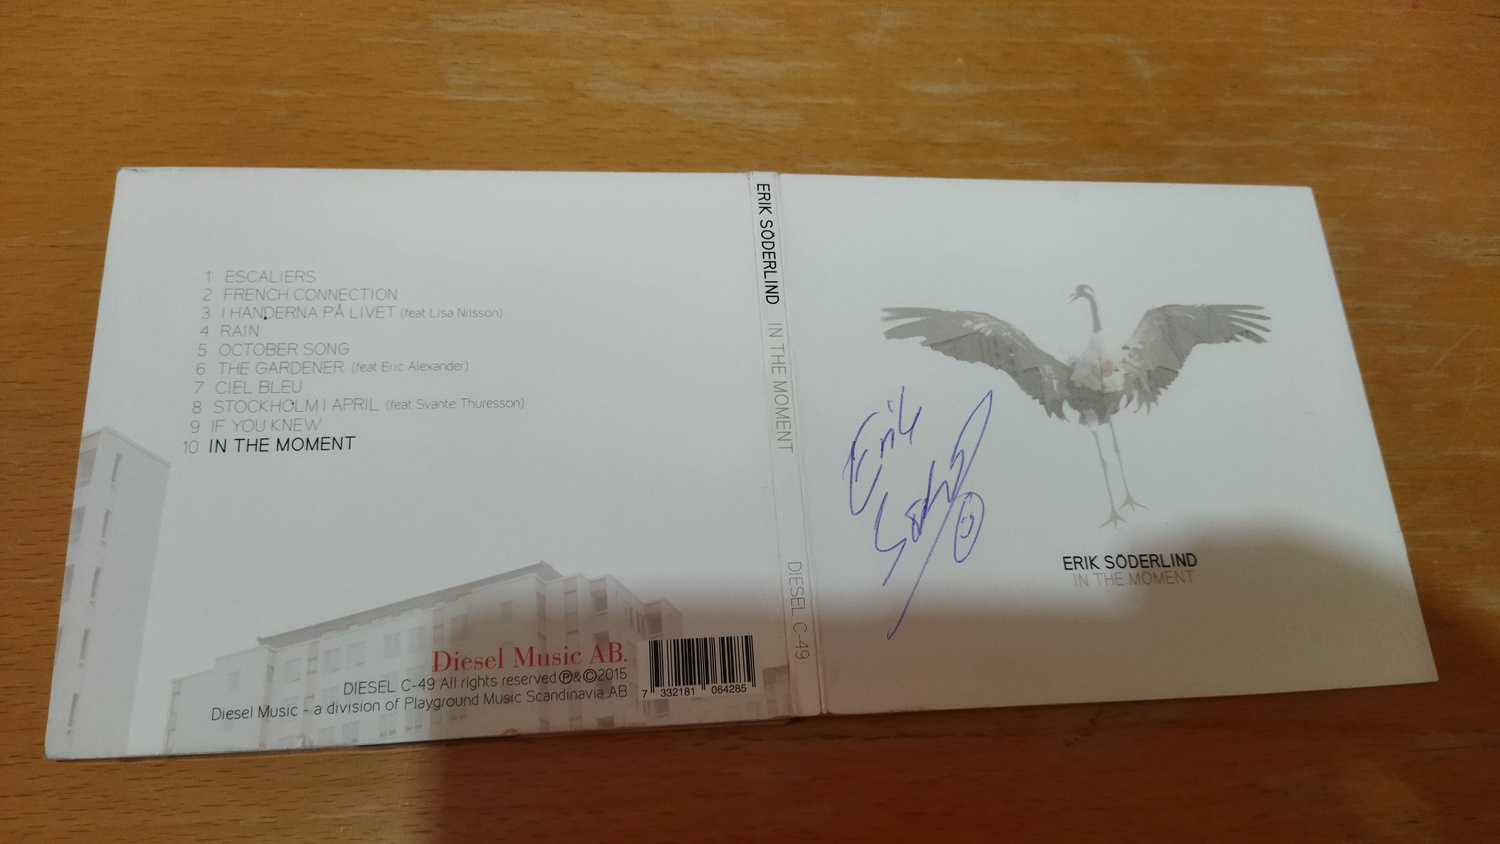 1 ESCALIERS
2 FRENCH CONNECTION
3 I HANDERNA PÅ LIVET (feat Lisa Nilsson)
4 RAIN
5 OCTOBER SONG
6 THE GARDENER (feat Eric Alexander)
7 CIEL BLEU
8 STOCKHOLM I APRIL (feat Svante Thuresson)
9 IF YOU KNEW
10 IN THE MOMENT
Diesel Music AB.
DIESEL C-49 All rights reserved Ⓟ&©2015
Diesel Music - a division of Playground Music Scandinavia AB
7 332181 064285
ERIK SÖDERLIND IN THE MOMENT DIESEL C-49
Erik
ERIK SÖDERLIND
IN THE MOMENT